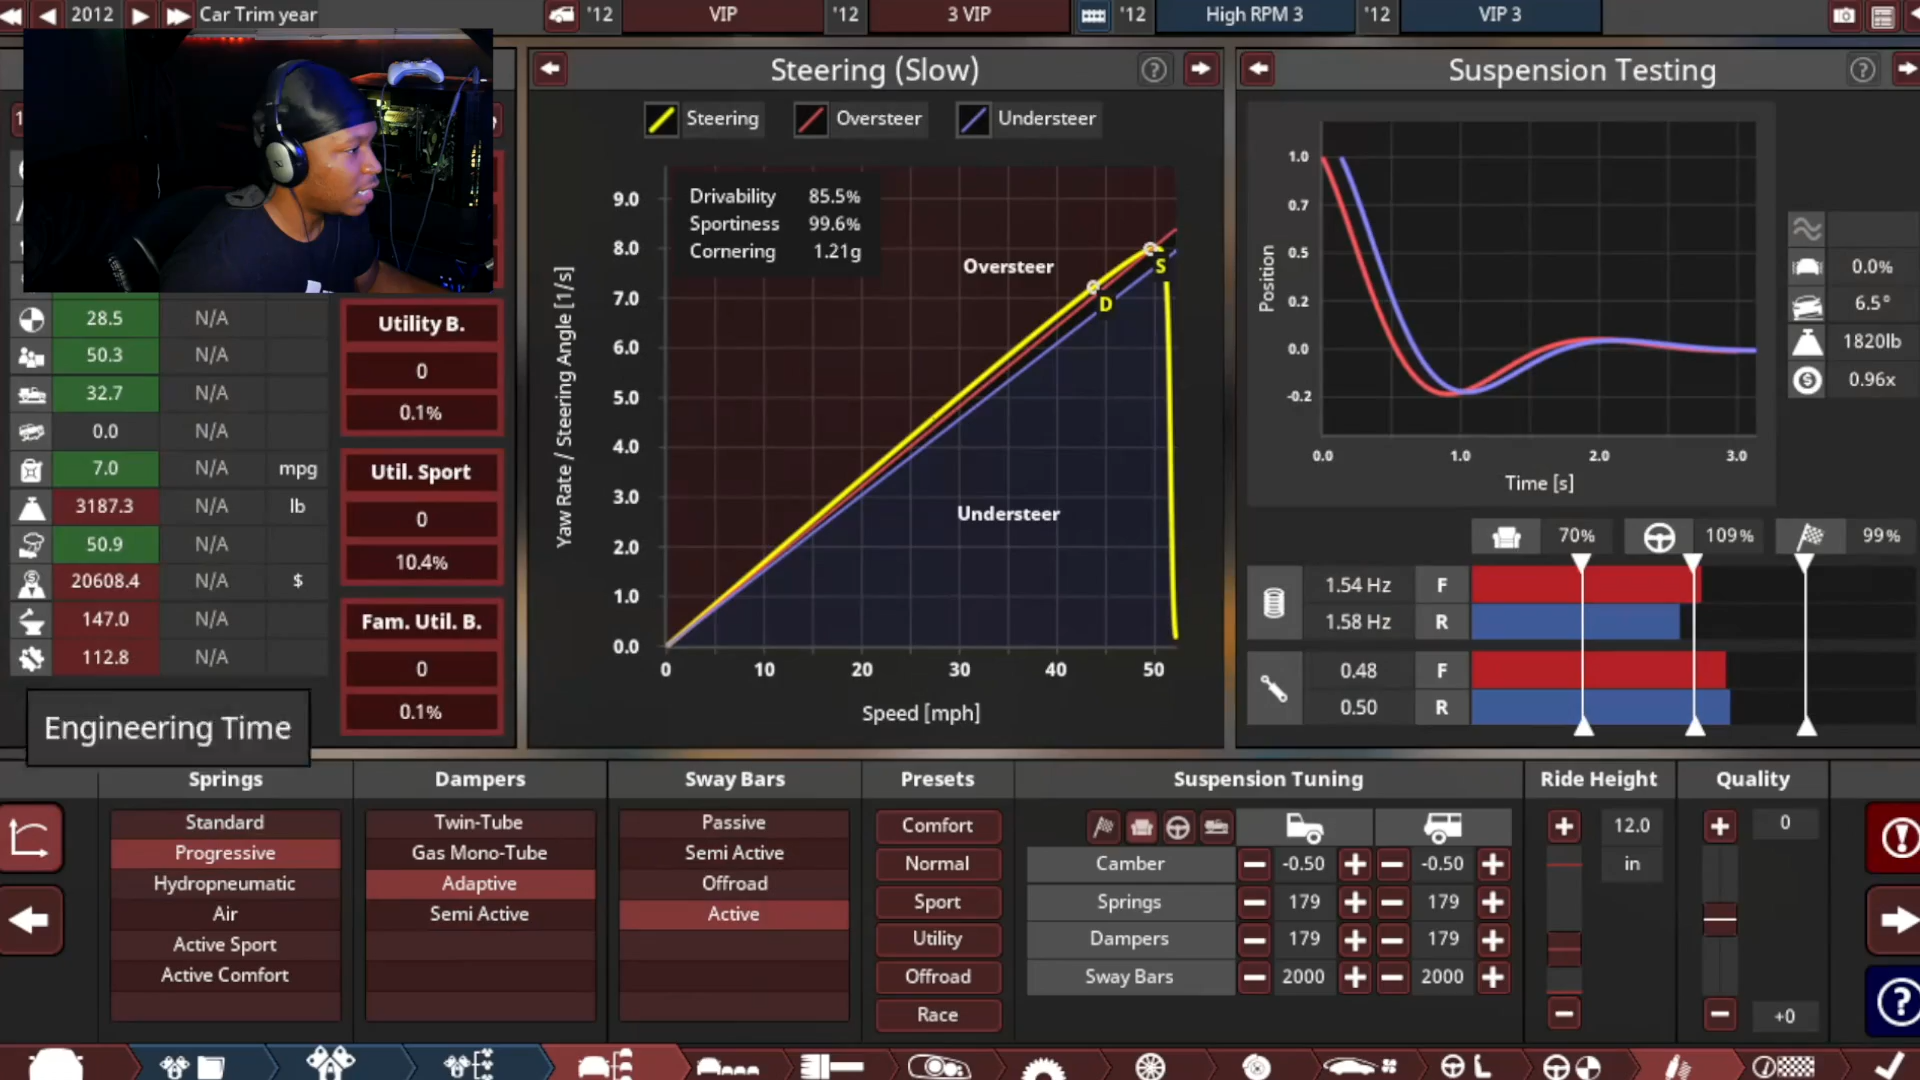 2012 Car Trim year '12 VIP '12 3 VIP '12 High RPM 3 '12 VIP 3
Steering (Slow) ?
Suspension Testing ?
Steering Oversteer Understeer
Drivability 85.5%
Sportiness 99.6%
Cornering 1.21g
Oversteer
Understeer
S
D
Yaw Rate / Steering Angle [1/s]
9.0
8.0
7.0
6.0
5.0
4.0
3.0
2.0
1.0
0.0
0 10 20 30 40 50
Speed [mph]
Position
1.0
0.7
0.5
0.2
0.0
-0.2
0.0 1.0 2.0 3.0
Time [s]
0.0%
6.5°
1820lb
0.96x
70% 109% 99%
1.54 Hz F
1.58 Hz R
0.48 F
0.50 R
28.5 N/A
50.3 N/A
32.7 N/A
0.0 N/A
7.0 N/A mpg
3187.3 N/A lb
50.9 N/A
20608.4 N/A $
147.0 N/A
112.8 N/A
Utility B.
0
0.1%
Util. Sport
0
10.4%
Fam. Util. B.
0
0.1%
Engineering Time
Springs
Standard
Progressive
Hydropneumatic
Air
Active Sport
Active Comfort
Dampers
Twin-Tube
Gas Mono-Tube
Adaptive
Semi Active
Sway Bars
Passive
Semi Active
Offroad
Active
Presets
Comfort
Normal
Sport
Utility
Offroad
Race
Suspension Tuning
Camber -0.50 -0.50
Springs 179 179
Dampers 179 179
Sway Bars 2000 2000
Ride Height
12.0
in
Quality
0
+0